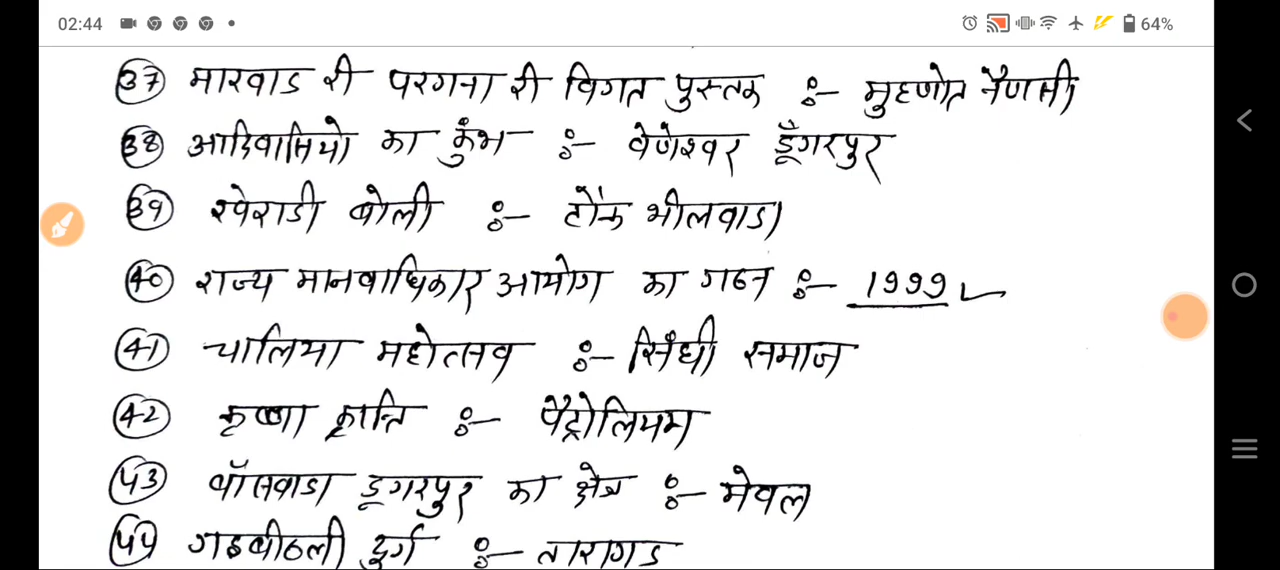 02:44 64%
37 मारवाड री परगना री विगत पुस्तक :- मुहणोत नैणसी
38 आदिवासियो का कुंभ :- वेणेश्वर डूँगरपुर
39 खेराडी बोली :- टोंक भीलवाडा
40 राज्य मानवाधिकार आयोग का गठन :- 1999
41 चालिया महोत्सव :- सिंधी समाज
42 कृष्णा क्रान्ति :- पैट्रोलियम
43 बॉसवाडा डूगरपुर का क्षेत्र :- मेवल
44 गढबीठली दुर्ग :- तारागढ